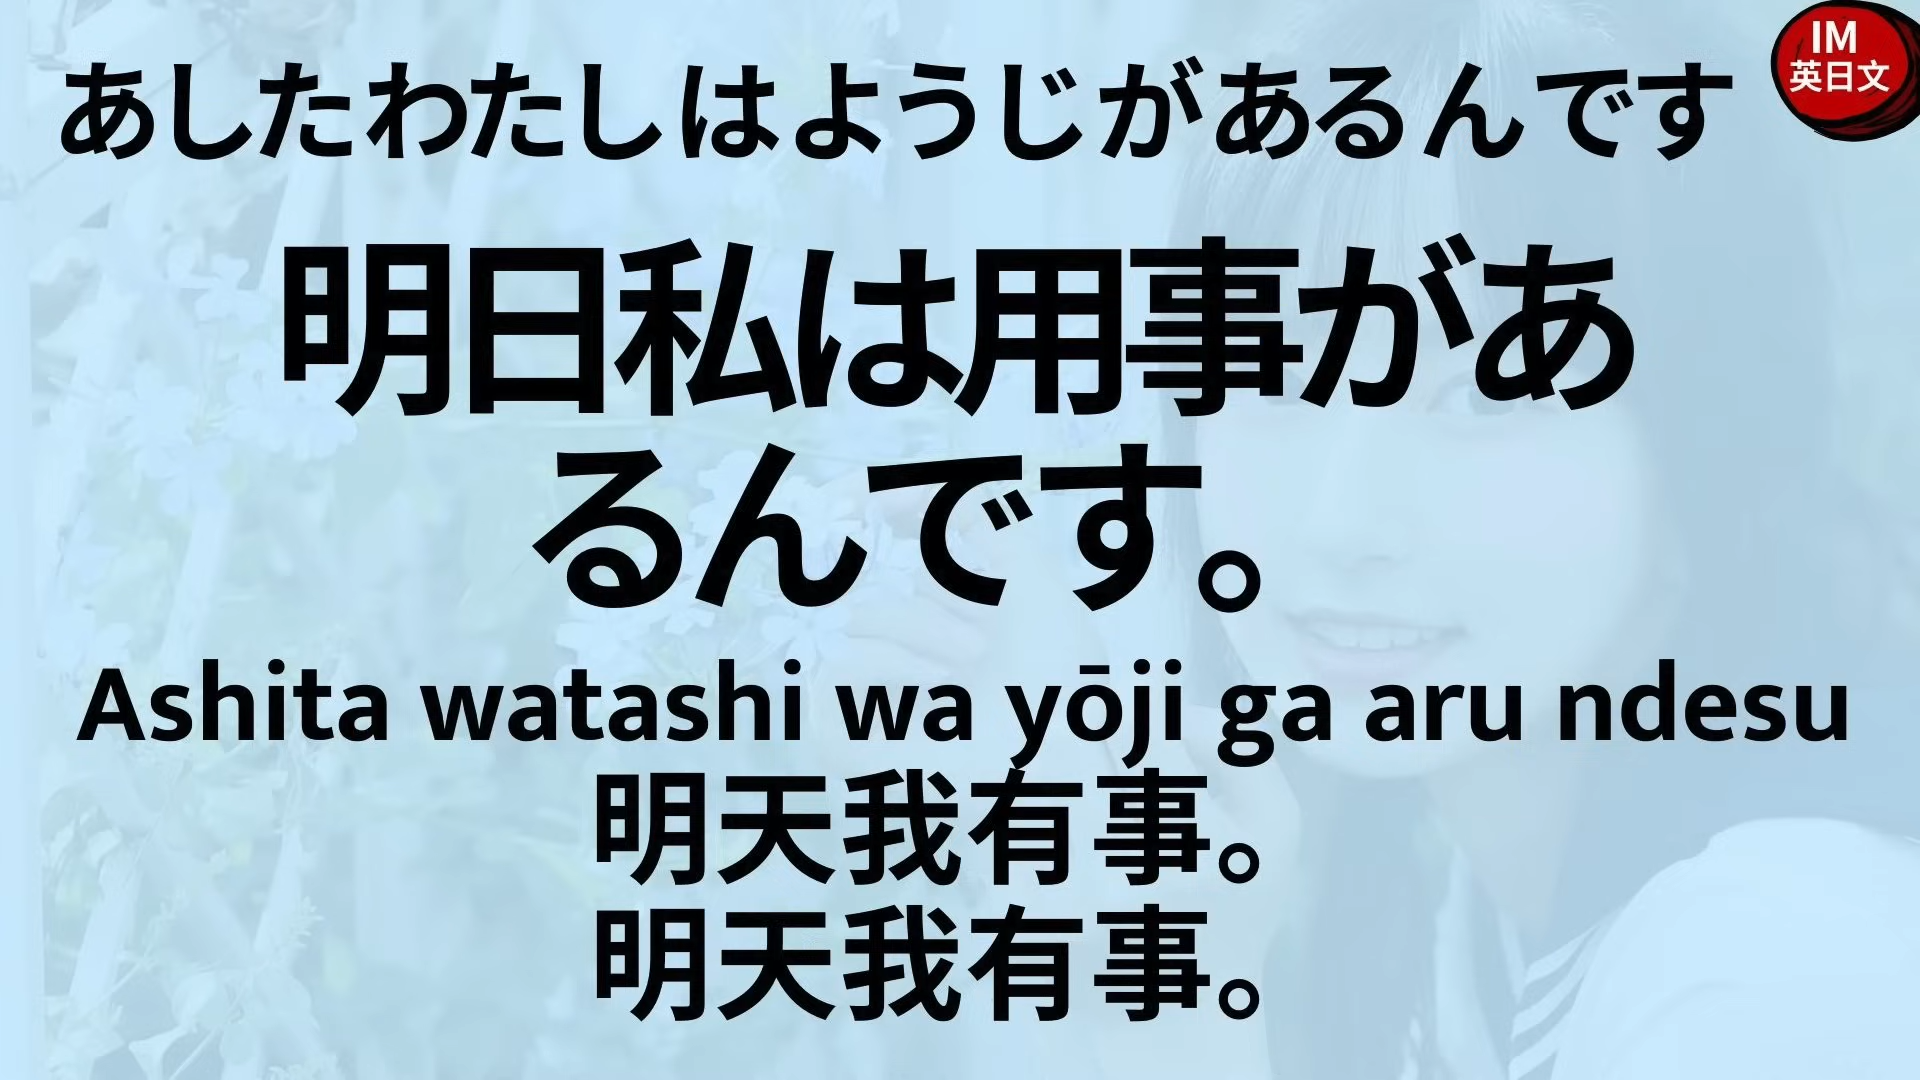 あしたわたしはようじがあるんです
IM
英日文
明日私は用事があ
るんです。
Ashita watashi wa yōji ga aru ndesu
明天我有事。
明天我有事。